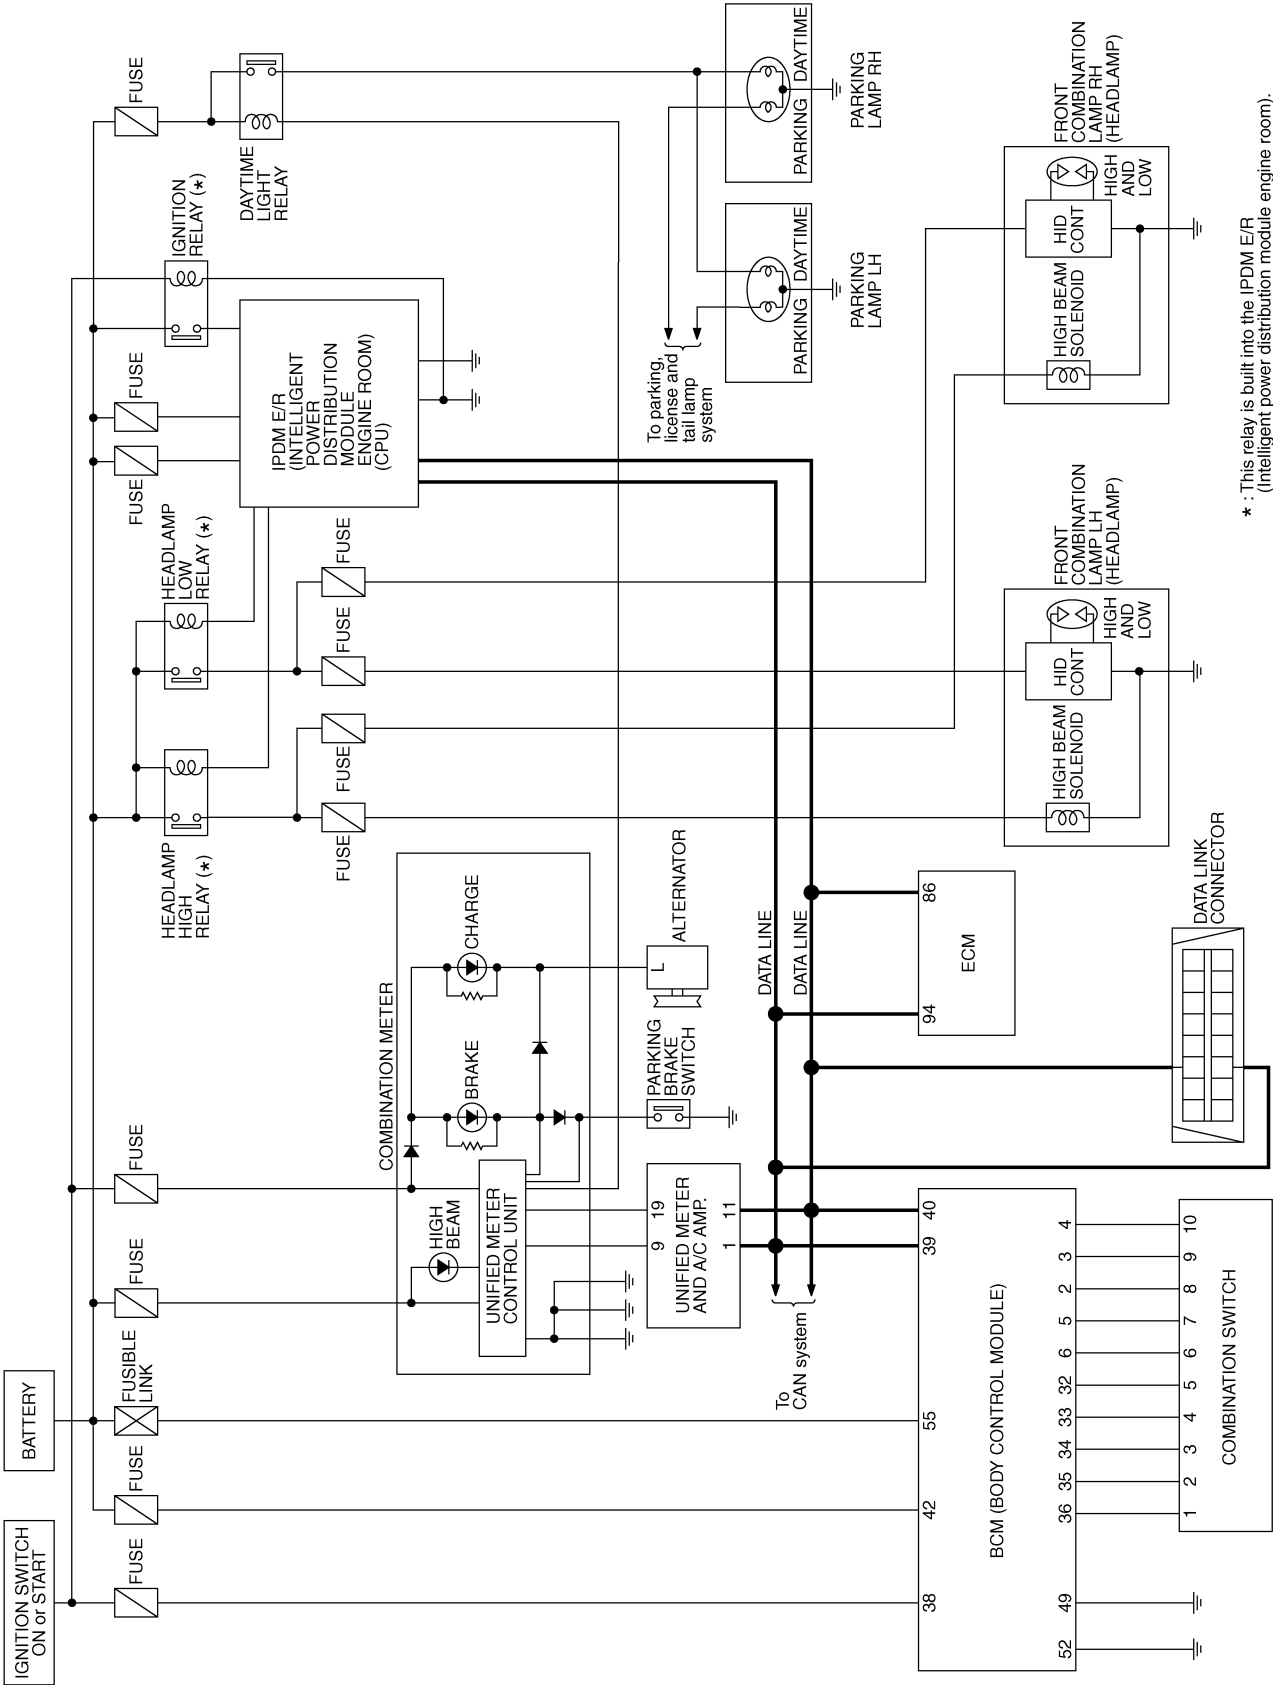 IGNITION SWITCH
ON or START
BATTERY
FUSE
FUSE
FUSIBLE
LINK
FUSE
FUSE
HEADLAMP
HIGH
RELAY (*)
HEADLAMP
LOW
RELAY (*)
FUSE
FUSE
IGNITION
RELAY (*)
FUSE
DAYTIME
LIGHT
RELAY
IPDM E/R
(INTELLIGENT
POWER
DISTRIBUTION
MODULE
ENGINE ROOM)
(CPU)
FUSE
FUSE
FUSE
FUSE
COMBINATION METER
HIGH
BEAM
BRAKE
CHARGE
UNIFIED METER
CONTROL UNIT
UNIFIED METER
AND A/C AMP.
9
19
1
11
PARKING
BRAKE
SWITCH
ALTERNATOR
L
To parking,
license and
tail lamp
system
DATA LINE
DATA LINE
To
CAN system
PARKING
DAYTIME
PARKING
LAMP LH
PARKING
DAYTIME
PARKING
LAMP RH
BCM (BODY CONTROL MODULE)
38
42
55
39
40
52
49
36
35
34
33
32
6
5
2
3
4
COMBINATION SWITCH
1
2
3
4
5
6
7
8
9
10
ECM
94
86
DATA LINK
CONNECTOR
FRONT
COMBINATION
LAMP LH
(HEADLAMP)
HIGH BEAM
SOLENOID
HID
CONT
HIGH
AND
LOW
FRONT
COMBINATION
LAMP RH
(HEADLAMP)
HIGH BEAM
SOLENOID
HID
CONT
HIGH
AND
LOW
* : This relay is built into the IPDM E/R
(Intelligent power distribution module engine room).